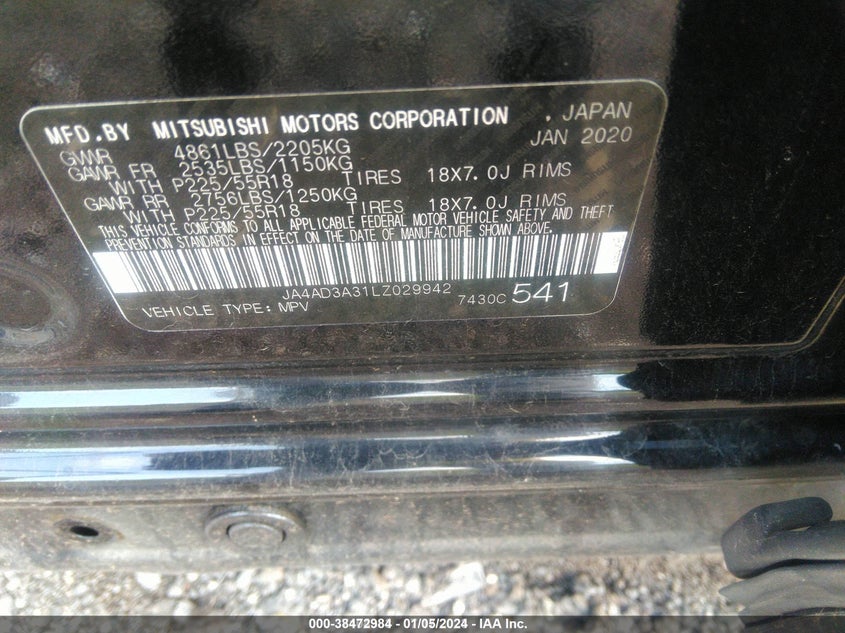 MFD. BY MITSUBISHI MOTORS CORPORATION . JAPAN
GVWR 4861LBS/2205KG JAN 2020
GAWR FR 2535LBS/1150KG
WITH P225/55R18 TIRES 18X7.0J RIMS
GAWR RR 2756LBS/1250KG
WITH P225/55R18 TIRES 18X7.0J RIMS
THIS VEHICLE CONFORMS TO ALL APPLICABLE FEDERAL MOTOR VEHICLE SAFETY AND THEFT
PREVENTION STANDARDS IN EFFECT ON THE DATE OF MANUFACTURE SHOWN ABOVE.
JA4AD3A31LZ029942 7430C 541
VEHICLE TYPE: MPV
000-38472984 - 01/05/2024 - IAA Inc.